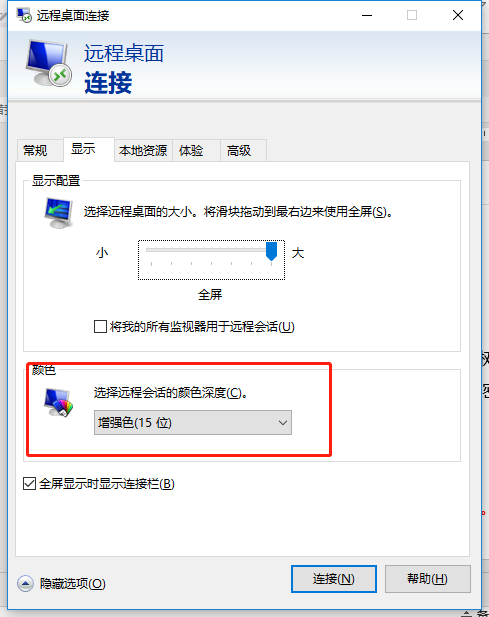 远程桌面连接
远程桌面
连接
常规 显示 本地资源 体验 高级
显示配置
选择远程桌面的大小。将滑块拖动到最右边来使用全屏(S)。
小 大
全屏
将我的所有监视器用于远程会话(U)
颜色
选择远程会话的颜色深度(C)。
增强色(15 位)
全屏显示时显示连接栏(B)
隐藏选项(O) 连接(N) 帮助(H)